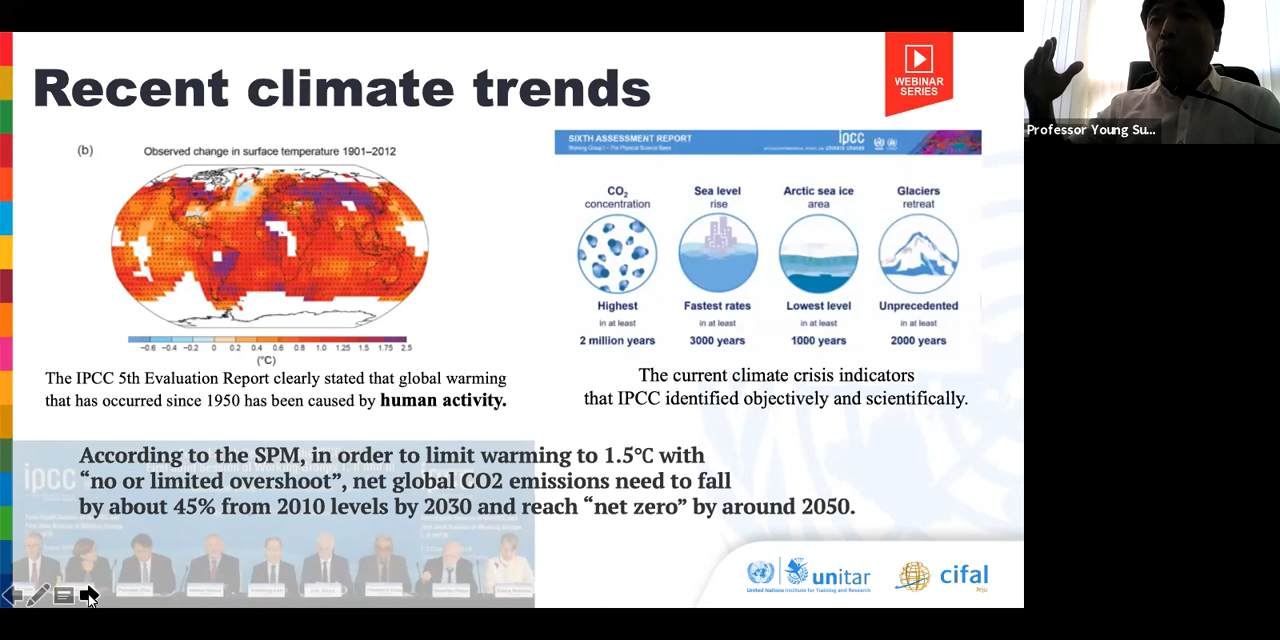 Recent climate trends
WEBINAR
SERIES
Professor Young Su...
(b)
Observed change in surface temperature 1901–2012
−0.6 −0.4 −0.2 0 0.2 0.4 0.6 0.8 1.0 1.25 1.5 1.75 2.5
(°C)
The IPCC 5th Evaluation Report clearly stated that global warming
that has occurred since 1950 has been caused by human activity.
SIXTH ASSESSMENT REPORT
Working Group I – The Physical Science Basis
ipcc
CO2
concentration
Highest
in at least
2 million years
Sea level
rise
Fastest rates
in at least
3000 years
Arctic sea ice
area
Lowest level
in at least
1000 years
Glaciers
retreat
Unprecedented
in at least
2000 years
The current climate crisis indicators
that IPCC identified objectively and scientifically.
According to the SPM, in order to limit warming to 1.5℃ with
“no or limited overshoot”, net global CO2 emissions need to fall
by about 45% from 2010 levels by 2030 and reach “net zero” by around 2050.
ipcc
unitar
United Nations Institute for Training and Research
cifal
Jeju